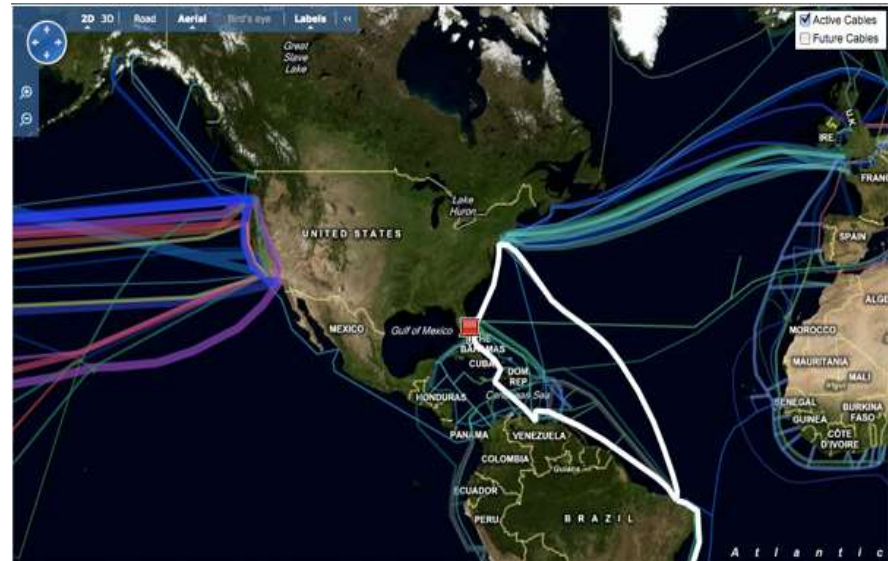 2D 3D Road Aerial Bird's eye Labels «
Active Cables
Future Cables
Great
Slave
Lake
U.K.
IRE.
FRANC
Lake
Huron
UNITED STATES
SPAIN
ALG
MEXICO
Gulf of Mexico
THE
BAHAMAS
MOROCCO
CUBA
DOM.
REP
MAURITANIA
MALI
HONDURAS
Caribbean Sea
SENEGAL
GUINEA
BURKINA
FASO
CÔTE
D'IVOIRE
PANAMA
VENEZUELA
COLOMBIA
Guiana
ECUADOR
PERU
BRAZIL
Atlantic